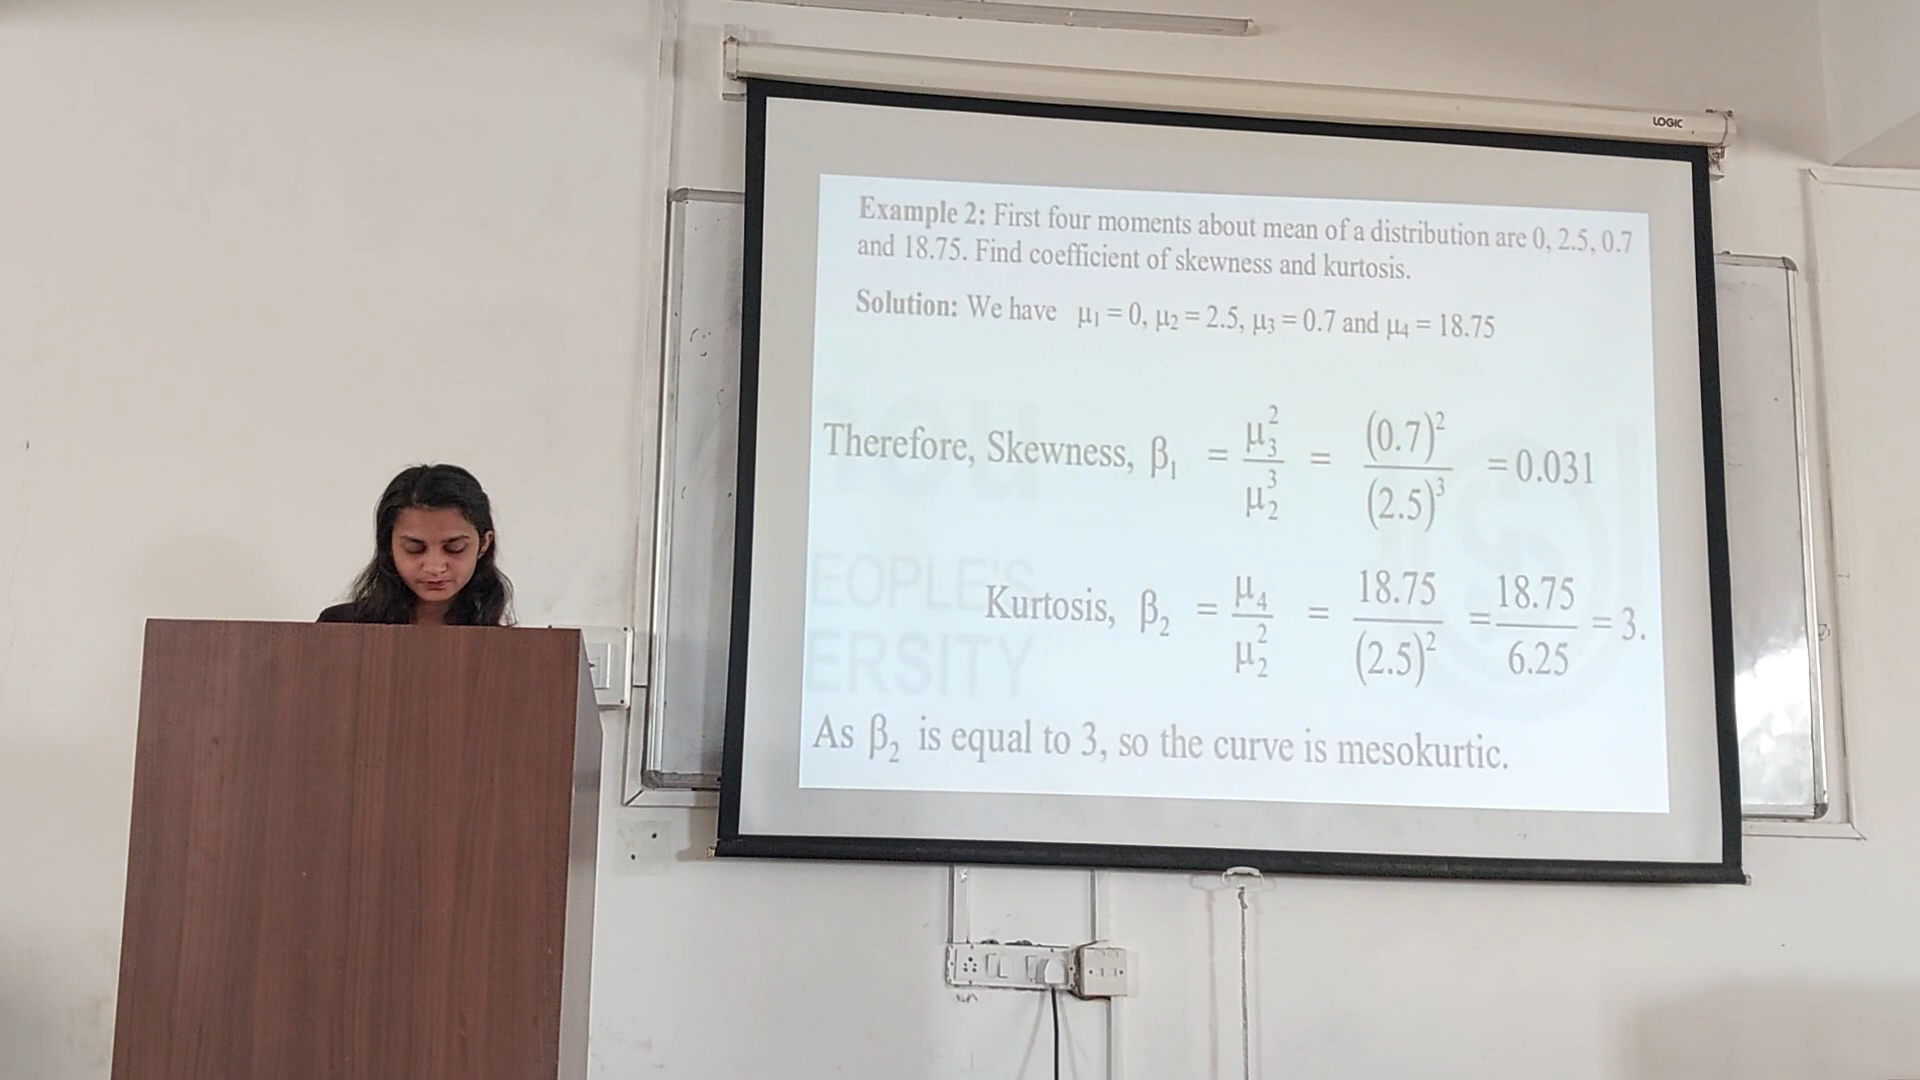 LOGIC
Example 2: First four moments about mean of a distribution are 0, 2.5, 0.7
and 18.75. Find coefficient of skewness and kurtosis.
Solution: We have μ₁ = 0, μ₂ = 2.5, μ₃ = 0.7 and μ₄ = 18.75
Therefore, Skewness, β₁ = μ₃² / μ₂³ = (0.7)² / (2.5)³ = 0.031
Kurtosis, β₂ = μ₄ / μ₂² = 18.75 / (2.5)² = 18.75 / 6.25 = 3.
EOPLE'S
ERSITY
As β₂ is equal to 3, so the curve is mesokurtic.